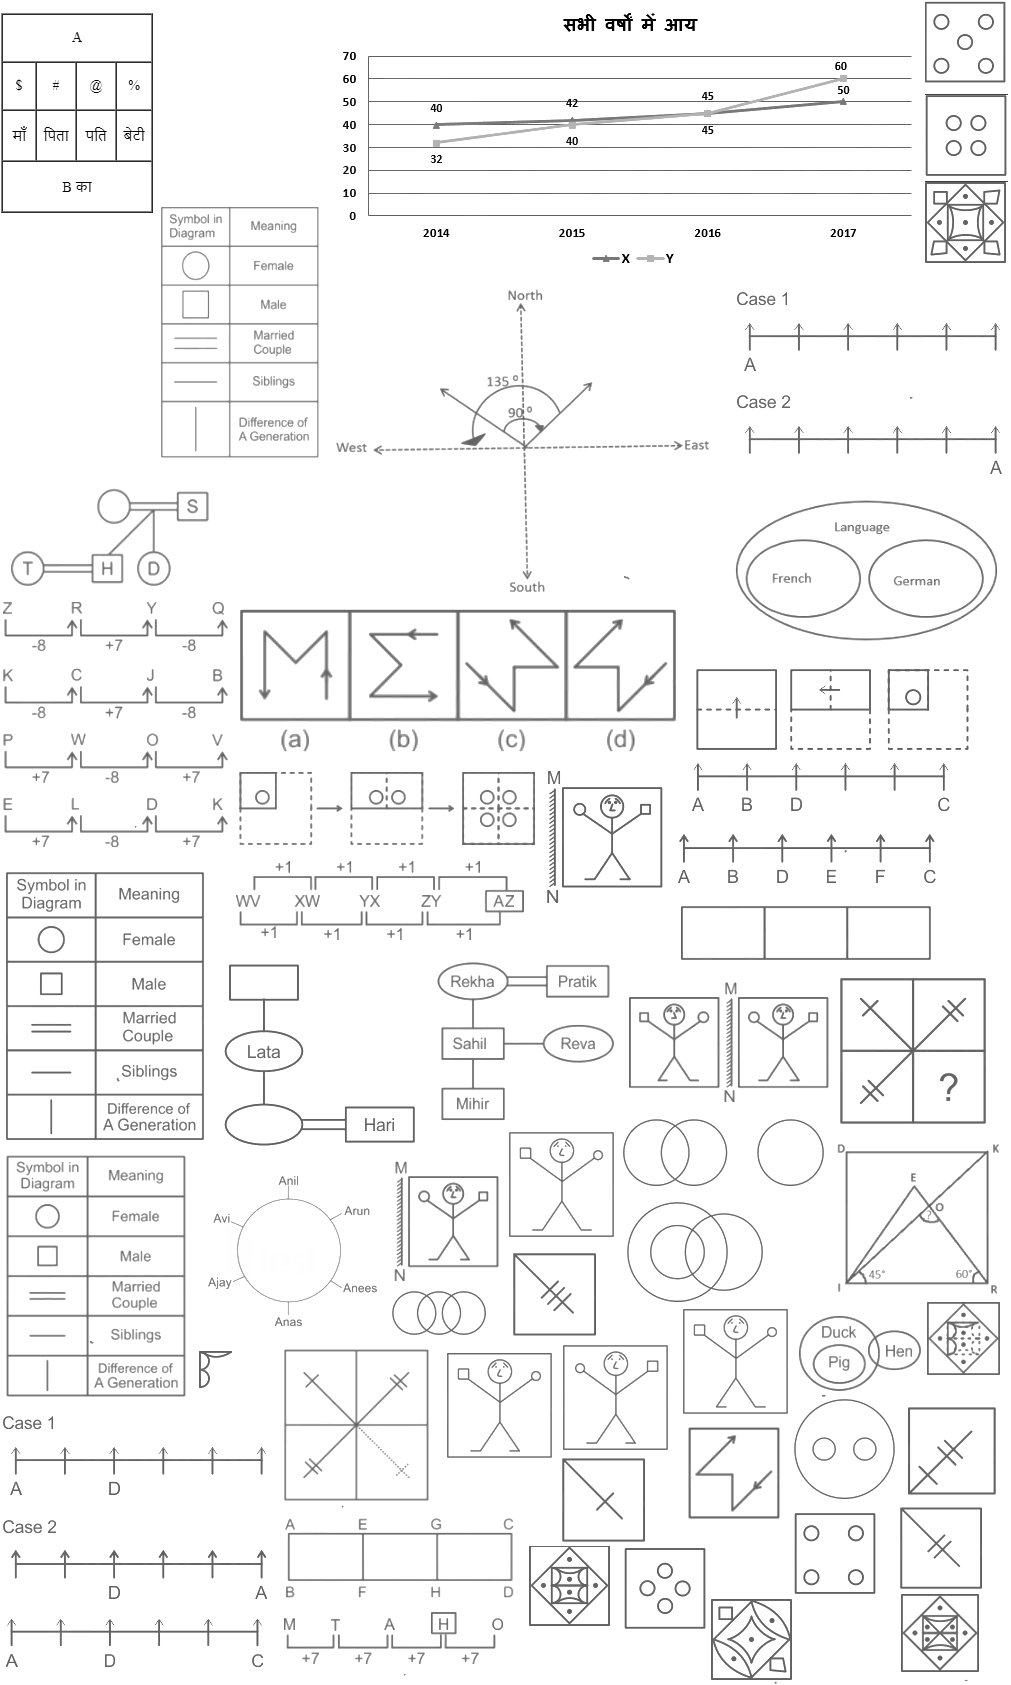 A
$ # @ %
माँ पिता पति बेटी
B का
सभी वर्षों में आय
70
60
50
40
30
20
10
0
40 42 45 60 50
32 40 45
2014 2015 2016 2017
X Y
Symbol in Diagram Meaning
Female
Male
Married Couple
Siblings
Difference of A Generation
North
135 °
90 °
West East
South
Case 1
A
Case 2
A
S
T H D
Language
French German
Z R Y Q
-8 +7 -8
K C J B
-8 +7 -8
P W O V
+7 -8 +7
E L D K
+7 -8 +7
(a) (b) (c) (d)
A B D C
A B D E F C
M
N
+1 +1 +1 +1
WV XW YX ZY AZ
+1 +1 +1 +1
Symbol in Diagram Meaning
Female
Male
Married Couple
Siblings
Difference of A Generation
Lata
Hari
Rekha Pratik
Sahil Reva
Mihir
M
N
?
Symbol in Diagram Meaning
Female
Male
Married Couple
Siblings
Difference of A Generation
Anil
Avi Arun
Ajay Anees
Anas
M
N
D K
E
O
?
45° 60°
I R
Duck
Pig
Hen
Case 1
A D
Case 2
D A
A D C
A E G C
B F H D
M T A H O
+7 +7 +7 +7